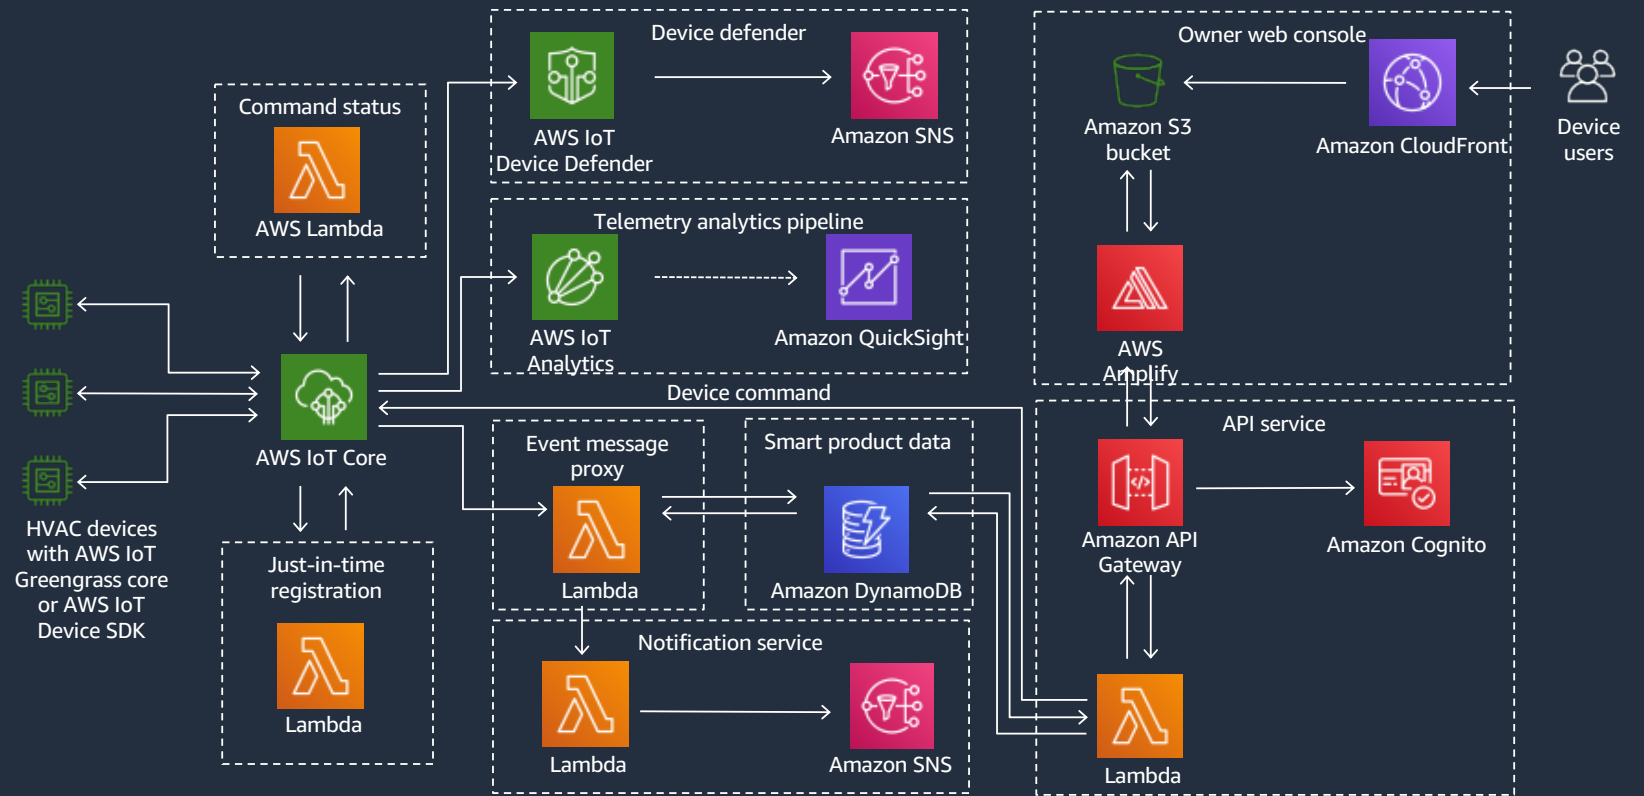 Device defender
AWS IoT
Device Defender
Amazon SNS
Owner web console
Amazon S3
bucket
Amazon CloudFront
Device
users
Command status
AWS Lambda
Telemetry analytics pipeline
AWS IoT
Analytics
Amazon QuickSight
AWS
Amplify
Device command
AWS IoT Core
HVAC devices
with AWS IoT
Greengrass core
or AWS IoT
Device SDK
Event message
proxy
Lambda
Smart product data
Amazon DynamoDB
API service
Amazon API
Gateway
Amazon Cognito
Just-in-time
registration
Lambda
Notification service
Lambda
Amazon SNS
Lambda